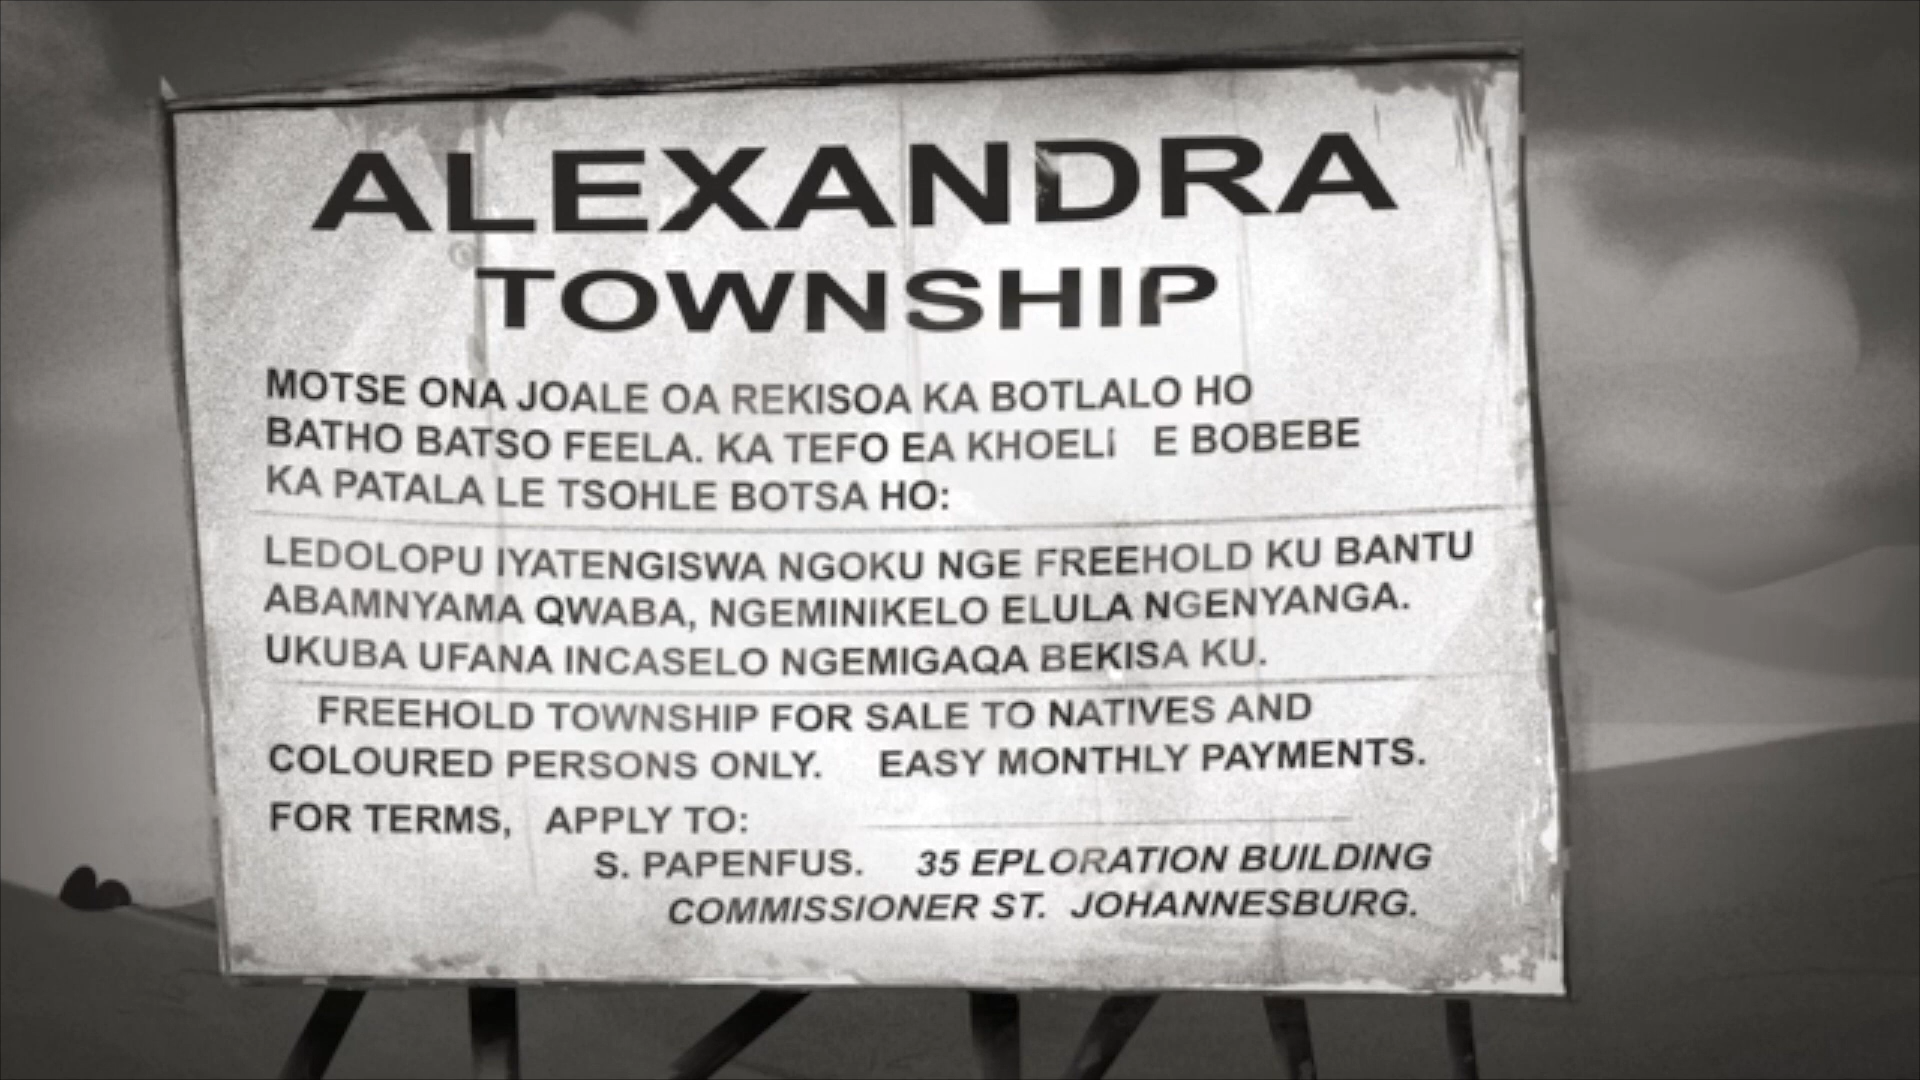 ALEXANDRA
TOWNSHIP
MOTSE ONA JOALE OA REKISOA KA BOTLALO HO
BATHO BATSO FEELA. KA TEFO EA KHOELI E BOBEBE
KA PATALA LE TSOHLE BOTSA HO:
LEDOLOPU IYATENGISWA NGOKU NGE FREEHOLD KU BANTU
ABAMNYAMA QWABA, NGEMINIKELO ELULA NGENYANGA.
UKUBA UFANA INCASELO NGEMIGAQA BEKISA KU.
FREEHOLD TOWNSHIP FOR SALE TO NATIVES AND
COLOURED PERSONS ONLY. EASY MONTHLY PAYMENTS.
FOR TERMS, APPLY TO:
S. PAPENFUS. 35 EPLORATION BUILDING
COMMISSIONER ST. JOHANNESBURG.